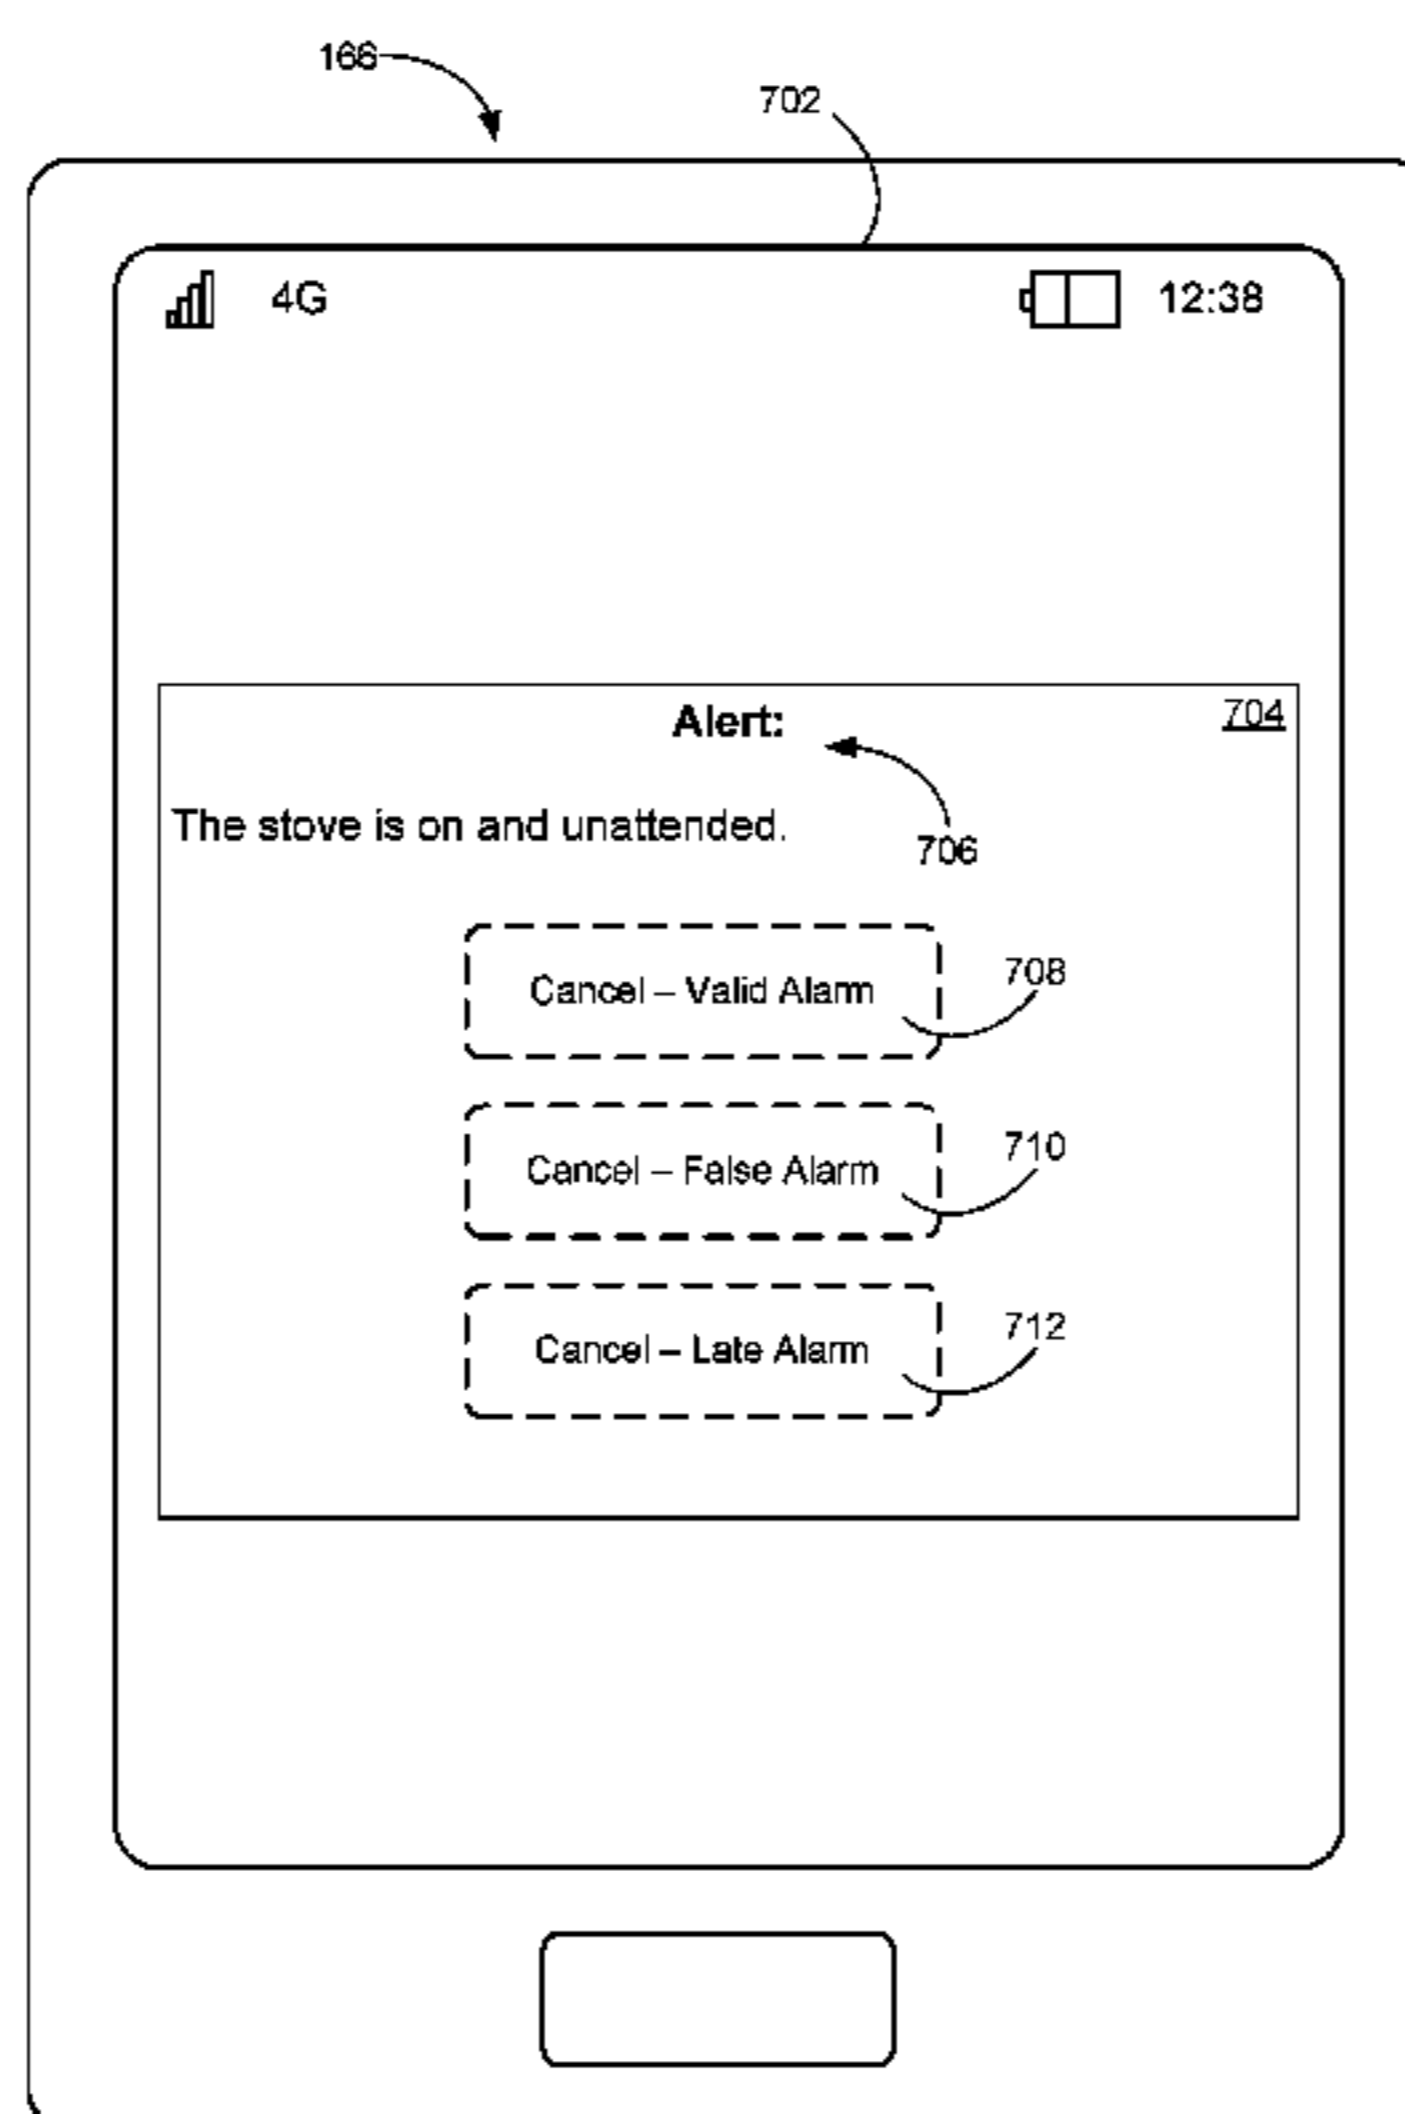 166
702
4G 12:38
Alert: 704
The stove is on and unattended.
706
Cancel – Valid Alarm 708
Cancel – False Alarm 710
Cancel – Late Alarm 712